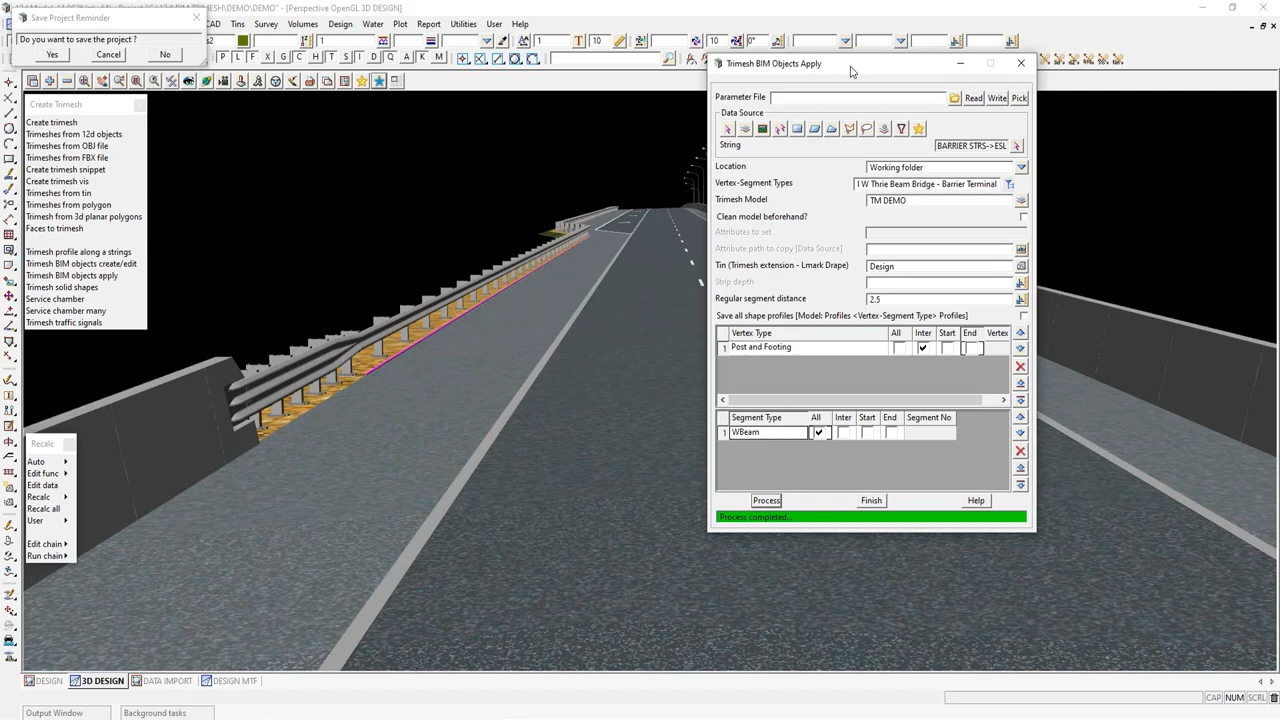 Save Project Reminder
Do you want to save the project ?
Yes Cancel No
Tins Survey Volumes Design Water Plot Report Utilities User Help
Create Trimesh
Create trimesh
Trimeshes from 12d objects
Trimeshes from OBJ file
Trimeshes from FBX file
Create trimesh snippet
Create trimesh vis
Trimeshes from tin
Trimeshes from polygon
Trimesh from 3d planar polygons
Faces to trimesh
Trimesh profile along a strings
Trimesh BIM objects create/edit
Trimesh BIM objects apply
Trimesh solid shapes
Service chamber
Service chamber many
Trimesh traffic signals
Recalc
Auto
Edit func
Edit data
Recalc
Recalc all
User
Edit chain
Run chain
Trimesh BIM Objects Apply
Parameter File
Read Write Pick
Data Source
String BARRIER STRS->ESL
Location Working folder
Vertex-Segment Types I W Thrie Beam Bridge - Barrier Terminal
Trimesh Model TM DEMO
Clean model beforehand?
Attributes to set
Attribute path to copy [Data Source]
Tin (Trimesh extension - Lmark Drape) Design
Strip depth
Regular segment distance 2.5
Save all shape profiles [Model: Profiles <Vertex-Segment Type> Profiles]
Vertex Type All Inter Start End Vertex
1 Post and Footing
Segment Type All Inter Start End Segment No
1 WBeam
Process Finish Help
Process completed...
DESIGN 3D DESIGN DATA IMPORT DESIGN MTF
CAP NUM SCRL
Output Window Background tasks